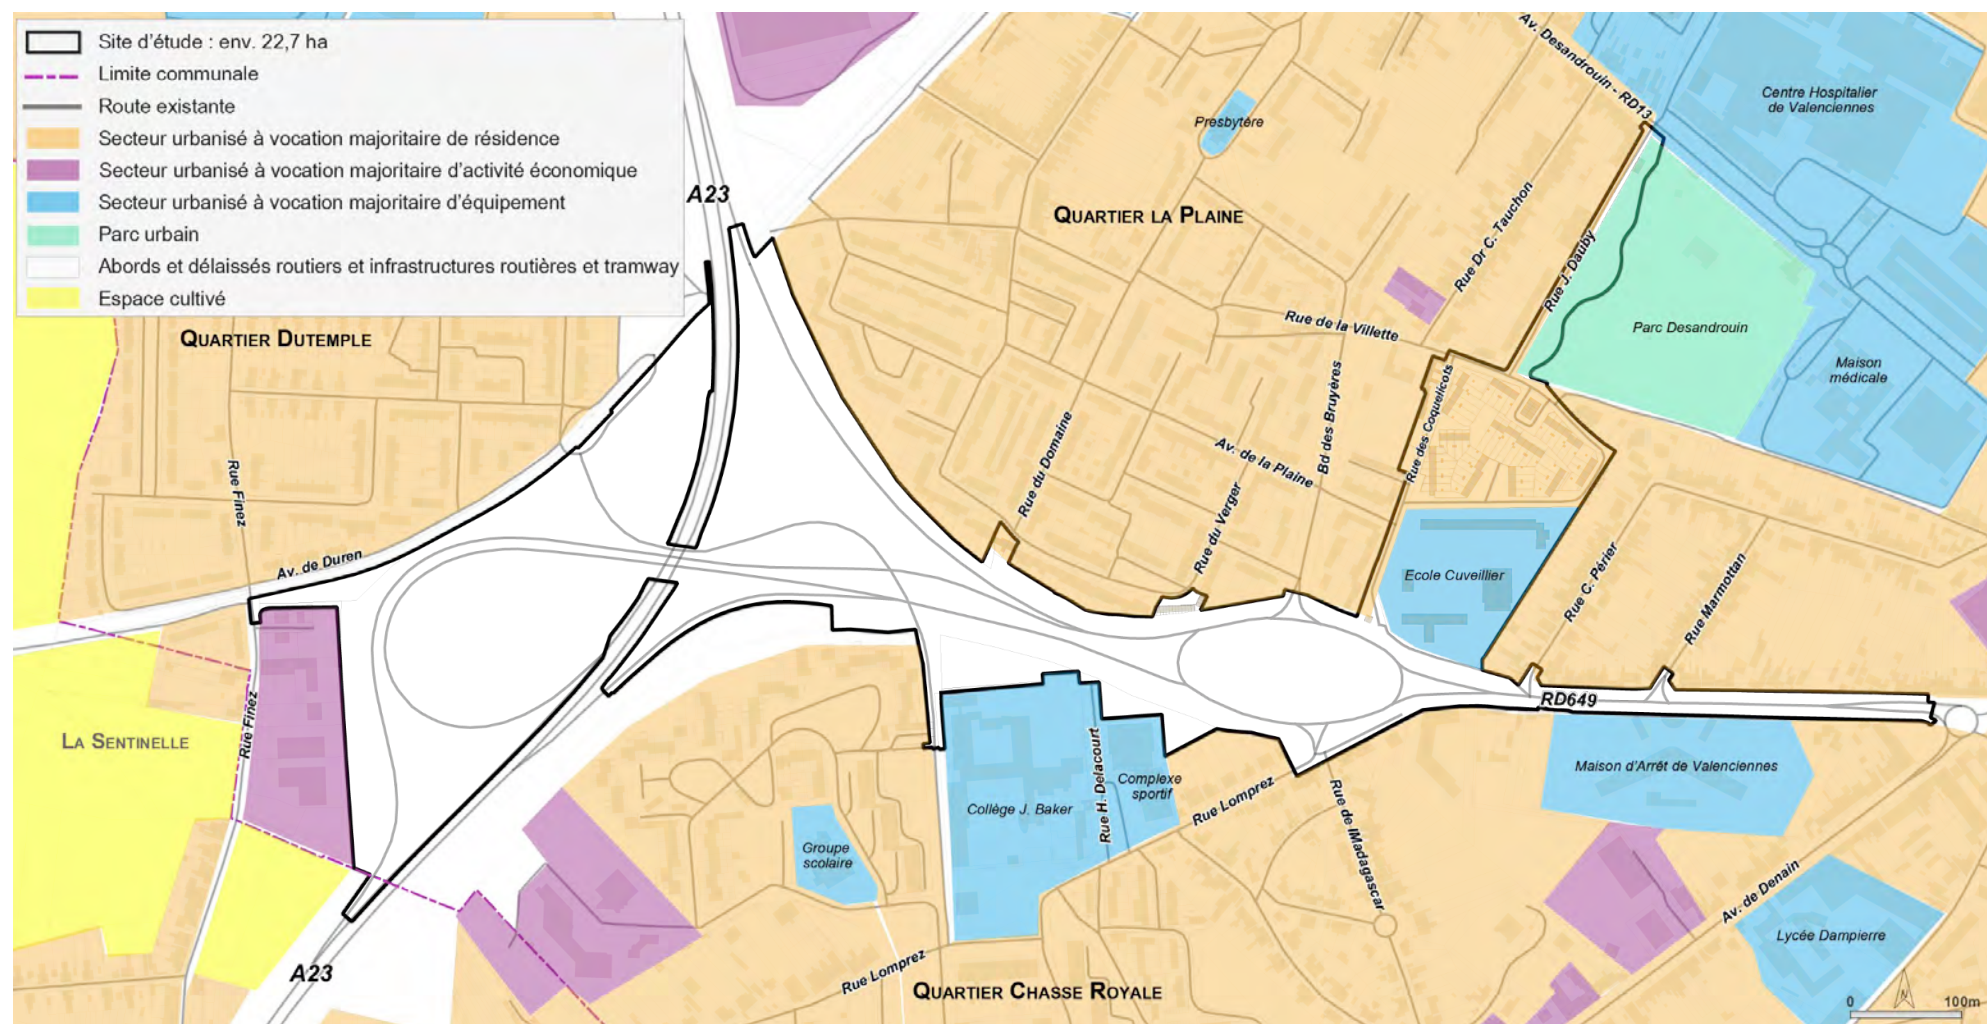 Site d'étude : env. 22,7 ha
Limite communale
Route existante
Secteur urbanisé à vocation majoritaire de résidence
Secteur urbanisé à vocation majoritaire d'activité économique
Secteur urbanisé à vocation majoritaire d'équipement
Parc urbain
Abords et délaissés routiers et infrastructures routières et tramway
Espace cultivé
Av. Desandrouin - RD13
Centre Hospitalier
de Valenciennes
Presbytère
A23
QUARTIER LA PLAINE
Rue Dr C. Tauchon
Rue J. Dauby
Parc Desandrouin
Rue de la Villette
QUARTIER DUTEMPLE
Maison
médicale
Bd des Bruyères
Rue des Coquelicots
Rue du Domaine
Av. de la Plaine
Rue Finez
Rue du Verger
Av. de Duren
Ecole Cuveillier
Rue C. Périer
Rue Marmottan
RD649
Rue Finez
LA SENTINELLE
Rue H. Delacourt
Complexe
sportif
Collège J. Baker
Maison d'Arrêt de Valenciennes
Rue Lomprez
Rue de lMadagascar
Groupe
scolaire
Av. de Denain
Lycée Dampierre
A23
Rue Lomprez
QUARTIER CHASSE ROYALE
N
0 100m